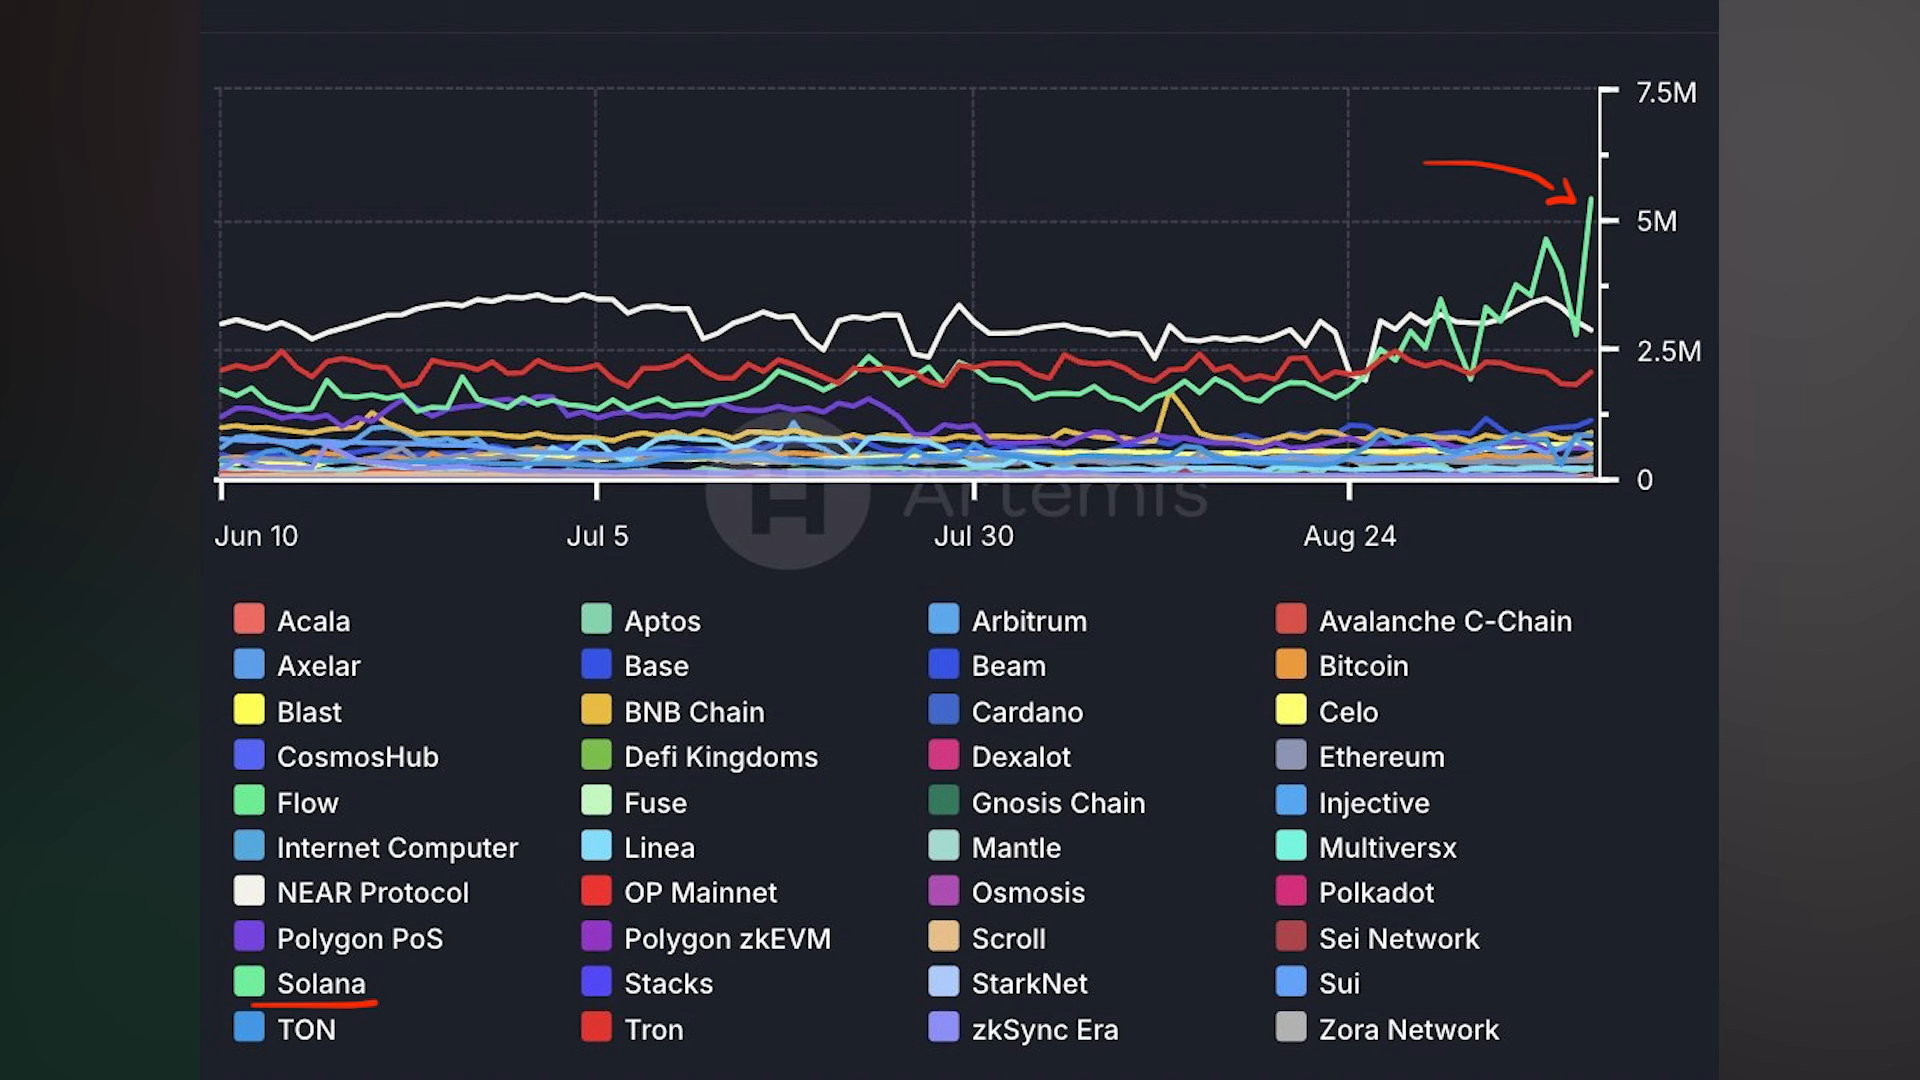 7.5M
5M
2.5M
0
Jun 10 Jul 5 Jul 30 Aug 24
Artemis
Acala Aptos Arbitrum Avalanche C-Chain
Axelar Base Beam Bitcoin
Blast BNB Chain Cardano Celo
CosmosHub Defi Kingdoms Dexalot Ethereum
Flow Fuse Gnosis Chain Injective
Internet Computer Linea Mantle Multiversx
NEAR Protocol OP Mainnet Osmosis Polkadot
Polygon PoS Polygon zkEVM Scroll Sei Network
Solana Stacks StarkNet Sui
TON Tron zkSync Era Zora Network